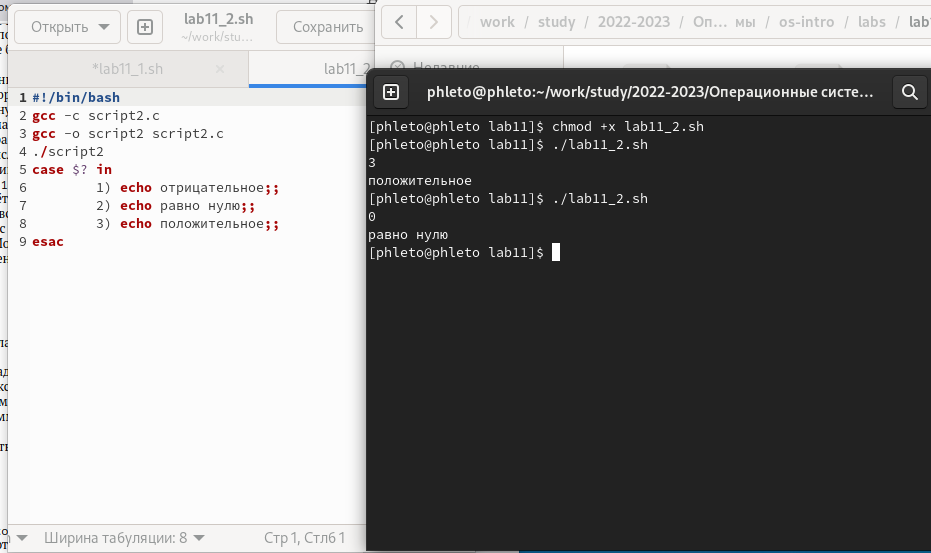 Открыть
lab11_2.sh
~/work/stu…
Сохранить
work / study / 2022-2023 / Оп… мы / os-intro / labs / lab
*lab11_1.sh
lab11_2
Недавние
1 #!/bin/bash
2 gcc -c script2.c
3 gcc -o script2 script2.c
4 ./script2
5 case $? in
6 1) echo отрицательное;;
7 2) echo равно нулю;;
8 3) echo положительное;;
9 esac
phleto@phleto:~/work/study/2022-2023/Операционные систе…
[phleto@phleto lab11]$ chmod +x lab11_2.sh
[phleto@phleto lab11]$ ./lab11_2.sh
3
положительное
[phleto@phleto lab11]$ ./lab11_2.sh
0
равно нулю
[phleto@phleto lab11]$
Ширина табуляции: 8
Стр 1, Стлб 1